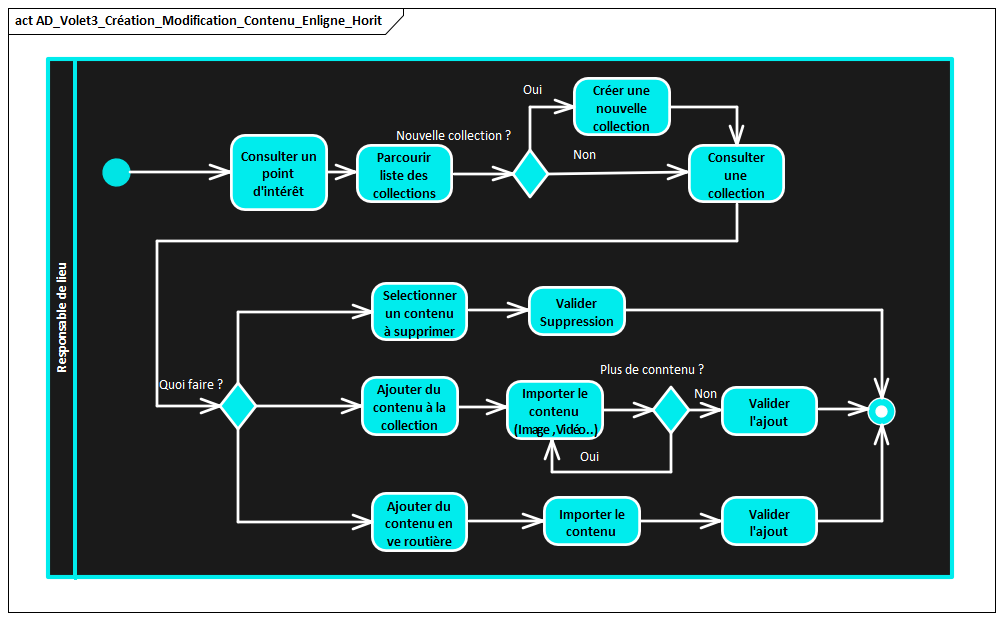 act AD_Volet3_Création_Modification_Contenu_Enligne_Horit
Responsable de lieu
Oui
Créer une
nouvelle
collection
Nouvelle collection ?
Non
Consulter un
point
d'intérêt
Parcourir
liste des
collections
Consulter
une
collection
Selectionner
un contenu
à supprimer
Valider
Suppression
Quoi faire ?
Ajouter du
contenu à la
collection
Importer le
contenu
(Image ,Vidéo..)
Plus de conntenu ?
Non
Valider
l'ajout
Oui
Ajouter du
contenu en
ve routière
Importer le
contenu
Valider
l'ajout